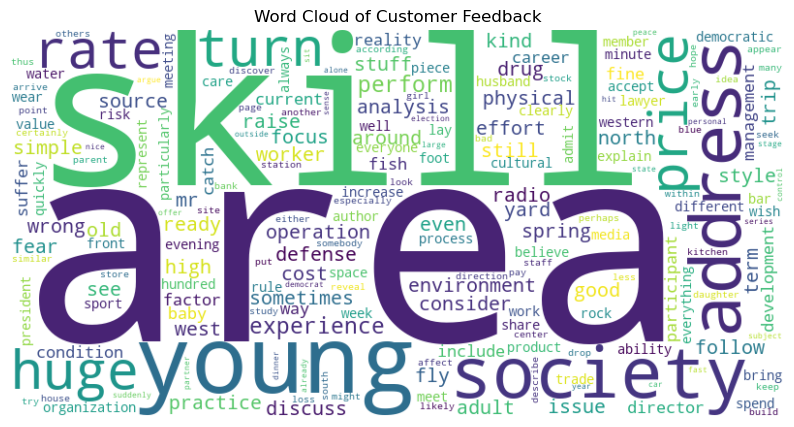 Word Cloud of Customer Feedback
skill
area
young
society
address
huge
rate
turn
price
kind
reality
career
democratic
member
minute
others
thus
water
according
peace
appear
stuff
piece
husband
drug
fine
accept
lawyer
many
arrive
wear
source
meeting
care
discover
always
perform
physical
point
value
risk
current
page
another
girl
stock
analysis
effort
clearly
western
north
trip
idea
early
hope
certainly
simple
represent
particularly
catch
raise
focus
around
well
lay
still
admit
explain
blue
hit
personal
seek
stage
management
nice
parent
worker
everyone
foot
cultural
outside
election
large
bad
state
control
suffer
quickly
bank
station
fish
look
within
style
mr
increase
especially
radio
yard
different
bar
wish
offer
site
author
either
wrong
old
ready
operation
even
spring
perhaps
media
light
series
fear
front
evening
somebody
process
believe
kitchen
similar
store
high
put
defense
direction
pay
staff
less
term
development
participant
everything
daughter
see
hundred
cost
space
democrat
reveal
environment
good
president
sport
factor
rule
sometimes
consider
baby
study
way
week
work
rock
share
center
west
experience
condition
include
product
drop
ability
follow
subject
suddenly
partner
dinner
already
south
affect
describe
trade
year
car
fast
bring
keep
try
house
organization
practice
discuss
loss
might
meet
likely
fly
adult
issue
director
spend
build
alone
sense
argue
sit